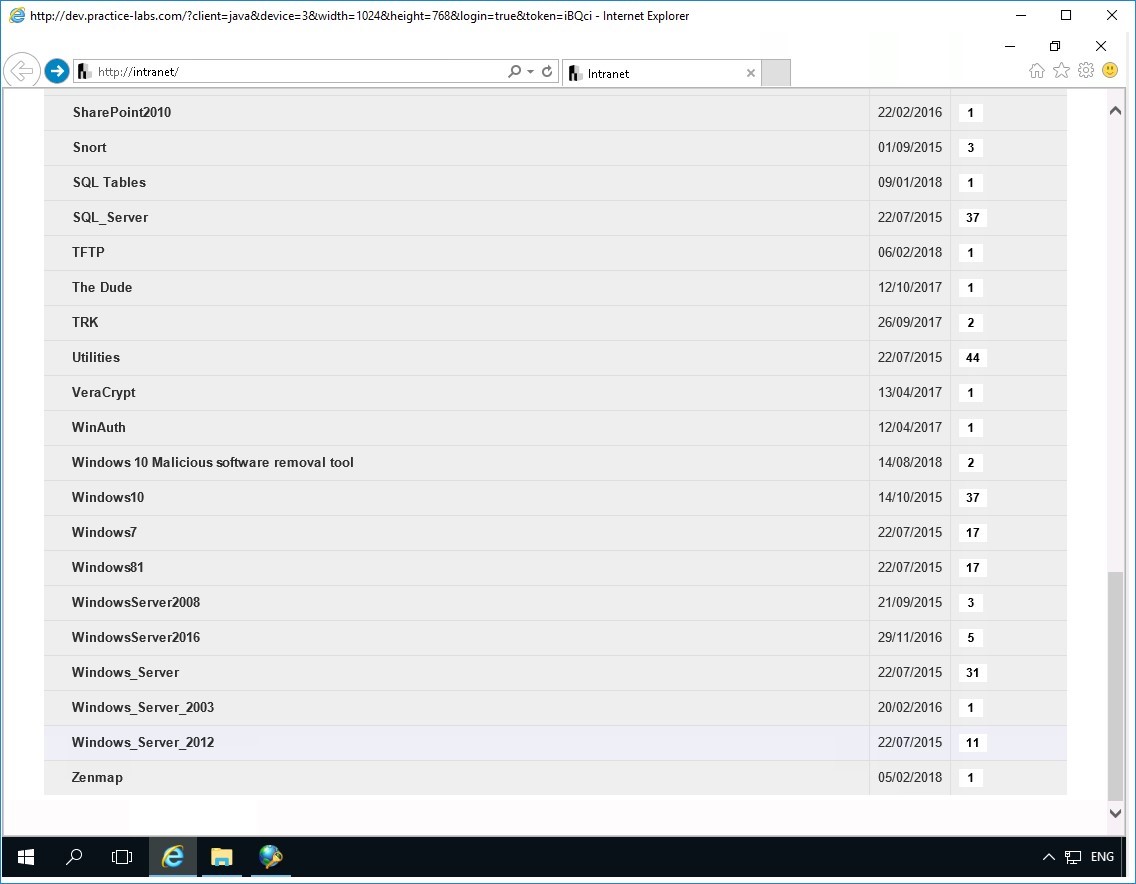 http://dev.practice-labs.com/?client=java&device=3&width=1024&height=768&login=true&token=iBQci - Internet Explorer
http://intranet/ Intranet
SharePoint2010 22/02/2016 1
Snort 01/09/2015 3
SQL Tables 09/01/2018 1
SQL_Server 22/07/2015 37
TFTP 06/02/2018 1
The Dude 12/10/2017 1
TRK 26/09/2017 2
Utilities 22/07/2015 44
VeraCrypt 13/04/2017 1
WinAuth 12/04/2017 1
Windows 10 Malicious software removal tool 14/08/2018 2
Windows10 14/10/2015 37
Windows7 22/07/2015 17
Windows81 22/07/2015 17
WindowsServer2008 21/09/2015 3
WindowsServer2016 29/11/2016 5
Windows_Server 22/07/2015 31
Windows_Server_2003 20/02/2016 1
Windows_Server_2012 22/07/2015 11
Zenmap 05/02/2018 1
ENG